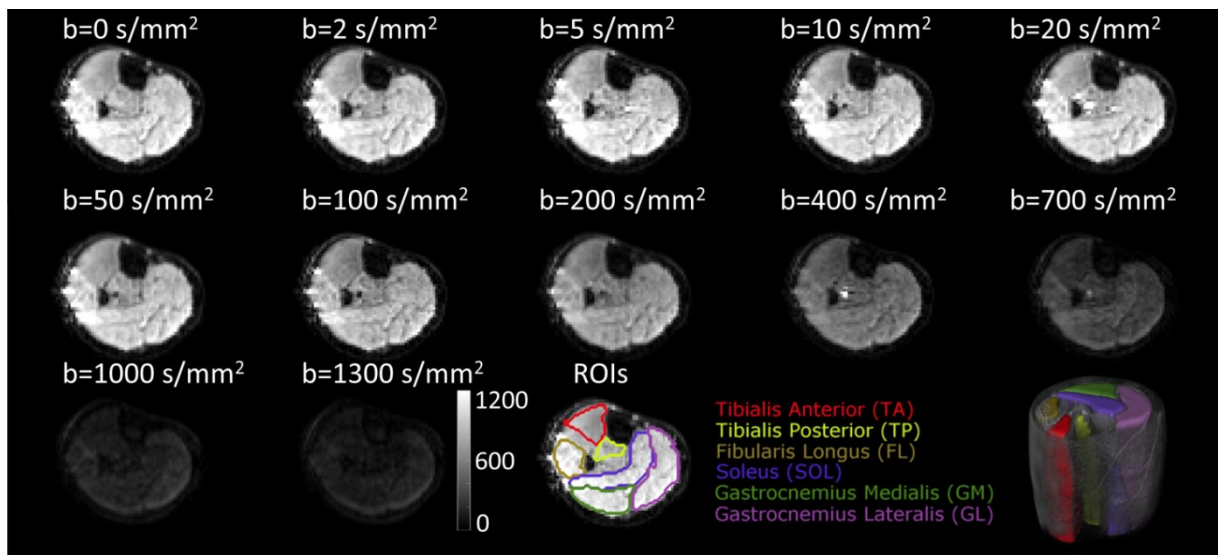 b=0 s/mm²
b=2 s/mm²
b=5 s/mm²
b=10 s/mm²
b=20 s/mm²
b=50 s/mm²
b=100 s/mm²
b=200 s/mm²
b=400 s/mm²
b=700 s/mm²
b=1000 s/mm²
b=1300 s/mm²
1200
600
0
ROIs
Tibialis Anterior (TA)
Tibialis Posterior (TP)
Fibularis Longus (FL)
Soleus (SOL)
Gastrocnemius Medialis (GM)
Gastrocnemius Lateralis (GL)